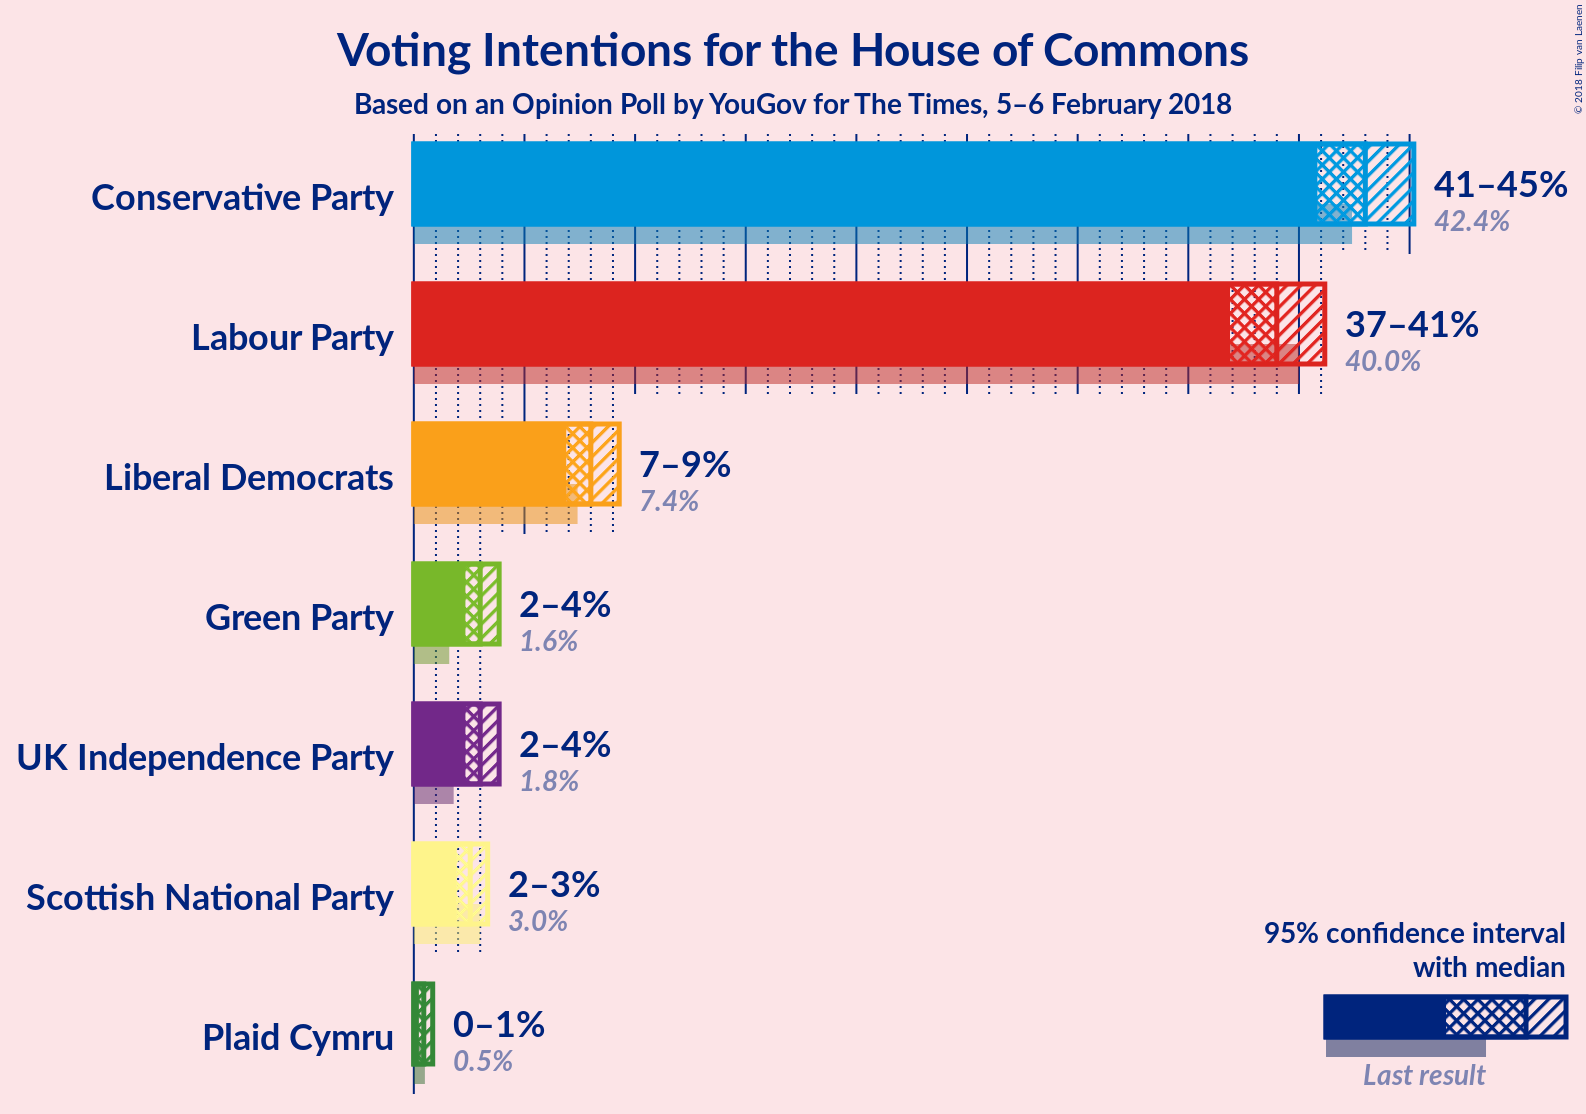 Voting Intentions for the House of Commons
Based on an Opinion Poll by YouGov for The Times, 5–6 February 2018
© 2018 Filip van Laenen
Conservative Party
41–45%
42.4%
Labour Party
37–41%
40.0%
Liberal Democrats
7–9%
7.4%
Green Party
2–4%
1.6%
UK Independence Party
2–4%
1.8%
Scottish National Party
2–3%
3.0%
Plaid Cymru
0–1%
0.5%
95% confidence interval
with median
Last result